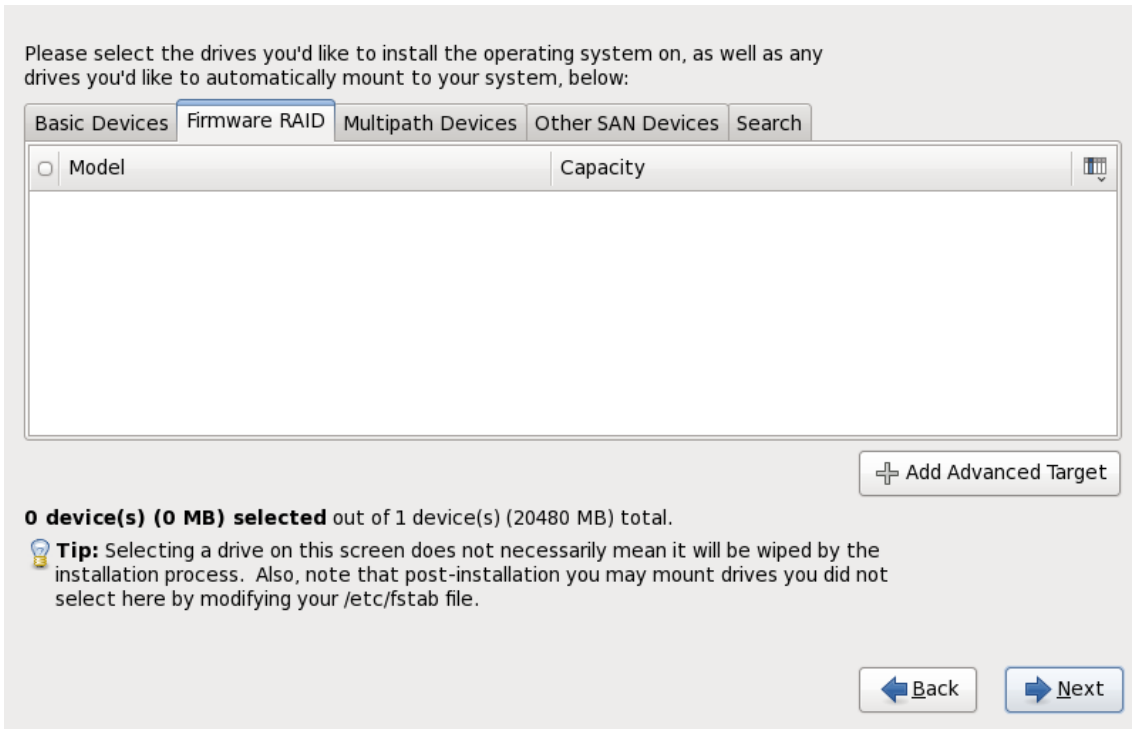 Please select the drives you'd like to install the operating system on, as well as any
drives you'd like to automatically mount to your system, below:
Basic Devices Firmware RAID Multipath Devices Other SAN Devices Search
Model Capacity
Add Advanced Target
0 device(s) (0 MB) selected out of 1 device(s) (20480 MB) total.
Tip: Selecting a drive on this screen does not necessarily mean it will be wiped by the
installation process.  Also, note that post-installation you may mount drives you did not
select here by modifying your /etc/fstab file.
Back Next